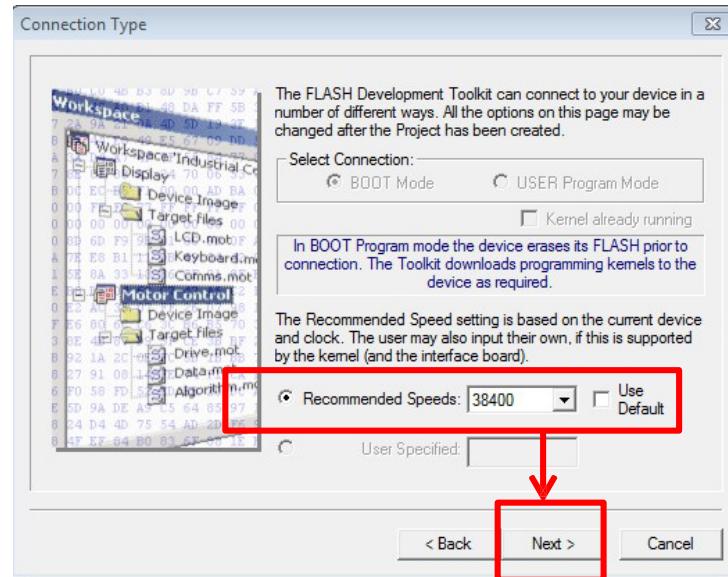 Connection Type
Workspace
Workspace 'Industrial Co
Display
Device Image
Target files
LCD.mot
Keyboard.m
Comms.mot
Motor Control
Device Image
Target files
Drive.mot
Data.mot
Algorithm.mo
The FLASH Development Toolkit can connect to your device in a
number of different ways. All the options on this page may be
changed after the Project has been created.
Select Connection:
BOOT Mode USER Program Mode
Kernel already running
In BOOT Program mode the device erases its FLASH prior to
connection. The Toolkit downloads programming kernels to the
device as required.
The Recommended Speed setting is based on the current device
and clock. The user may also input their own, if this is supported
by the kernel (and the interface board).
Recommended Speeds: 38400 Use
Default
User Specified:
< Back Next > Cancel